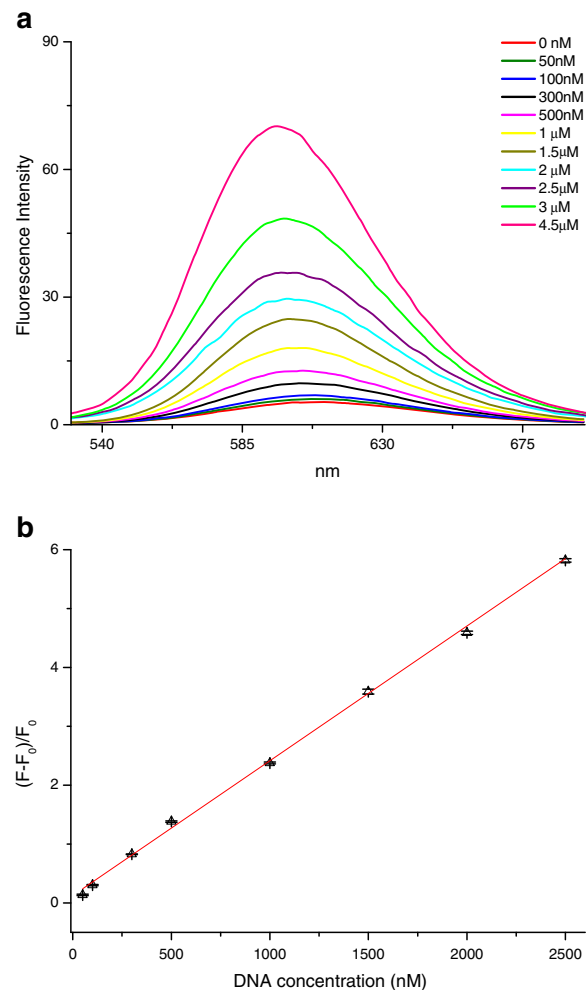 a
90
60
30
0
Fluorescence Intensity
540 585 630 675
nm
0 nM
50nM
100nM
300nM
500nM
1 μM
1.5μM
2 μM
2.5μM
3 μM
4.5μM
b
6
4
2
0
(F-F0)/F0
0 500 1000 1500 2000 2500
DNA concentration (nM)